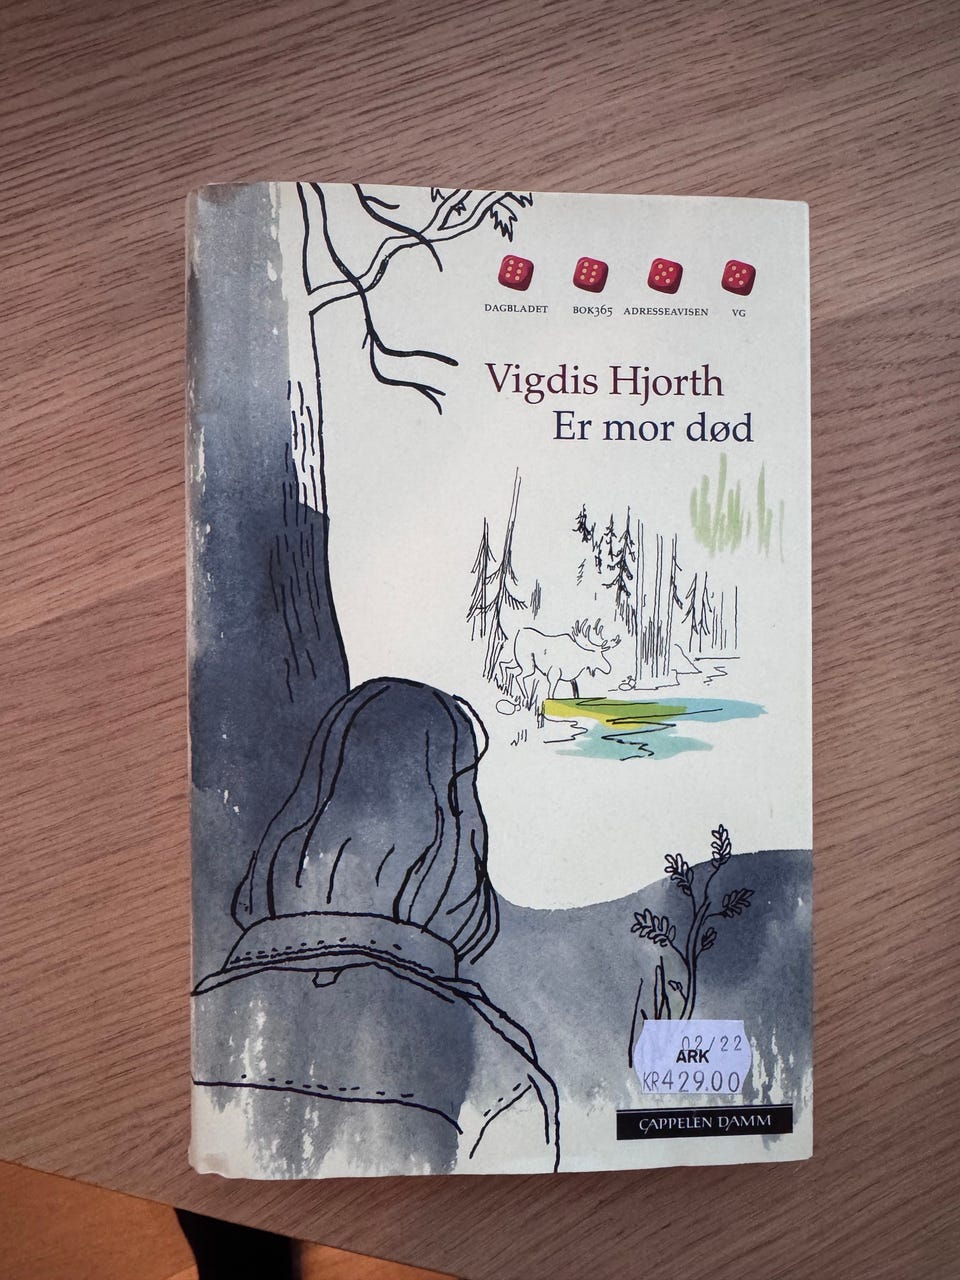 DAGBLADET BOK365 ADRESSEAVISEN VG
Vigdis Hjorth
Er mor død
02/22
ARK
KR429.00
CAPPELEN DAMM